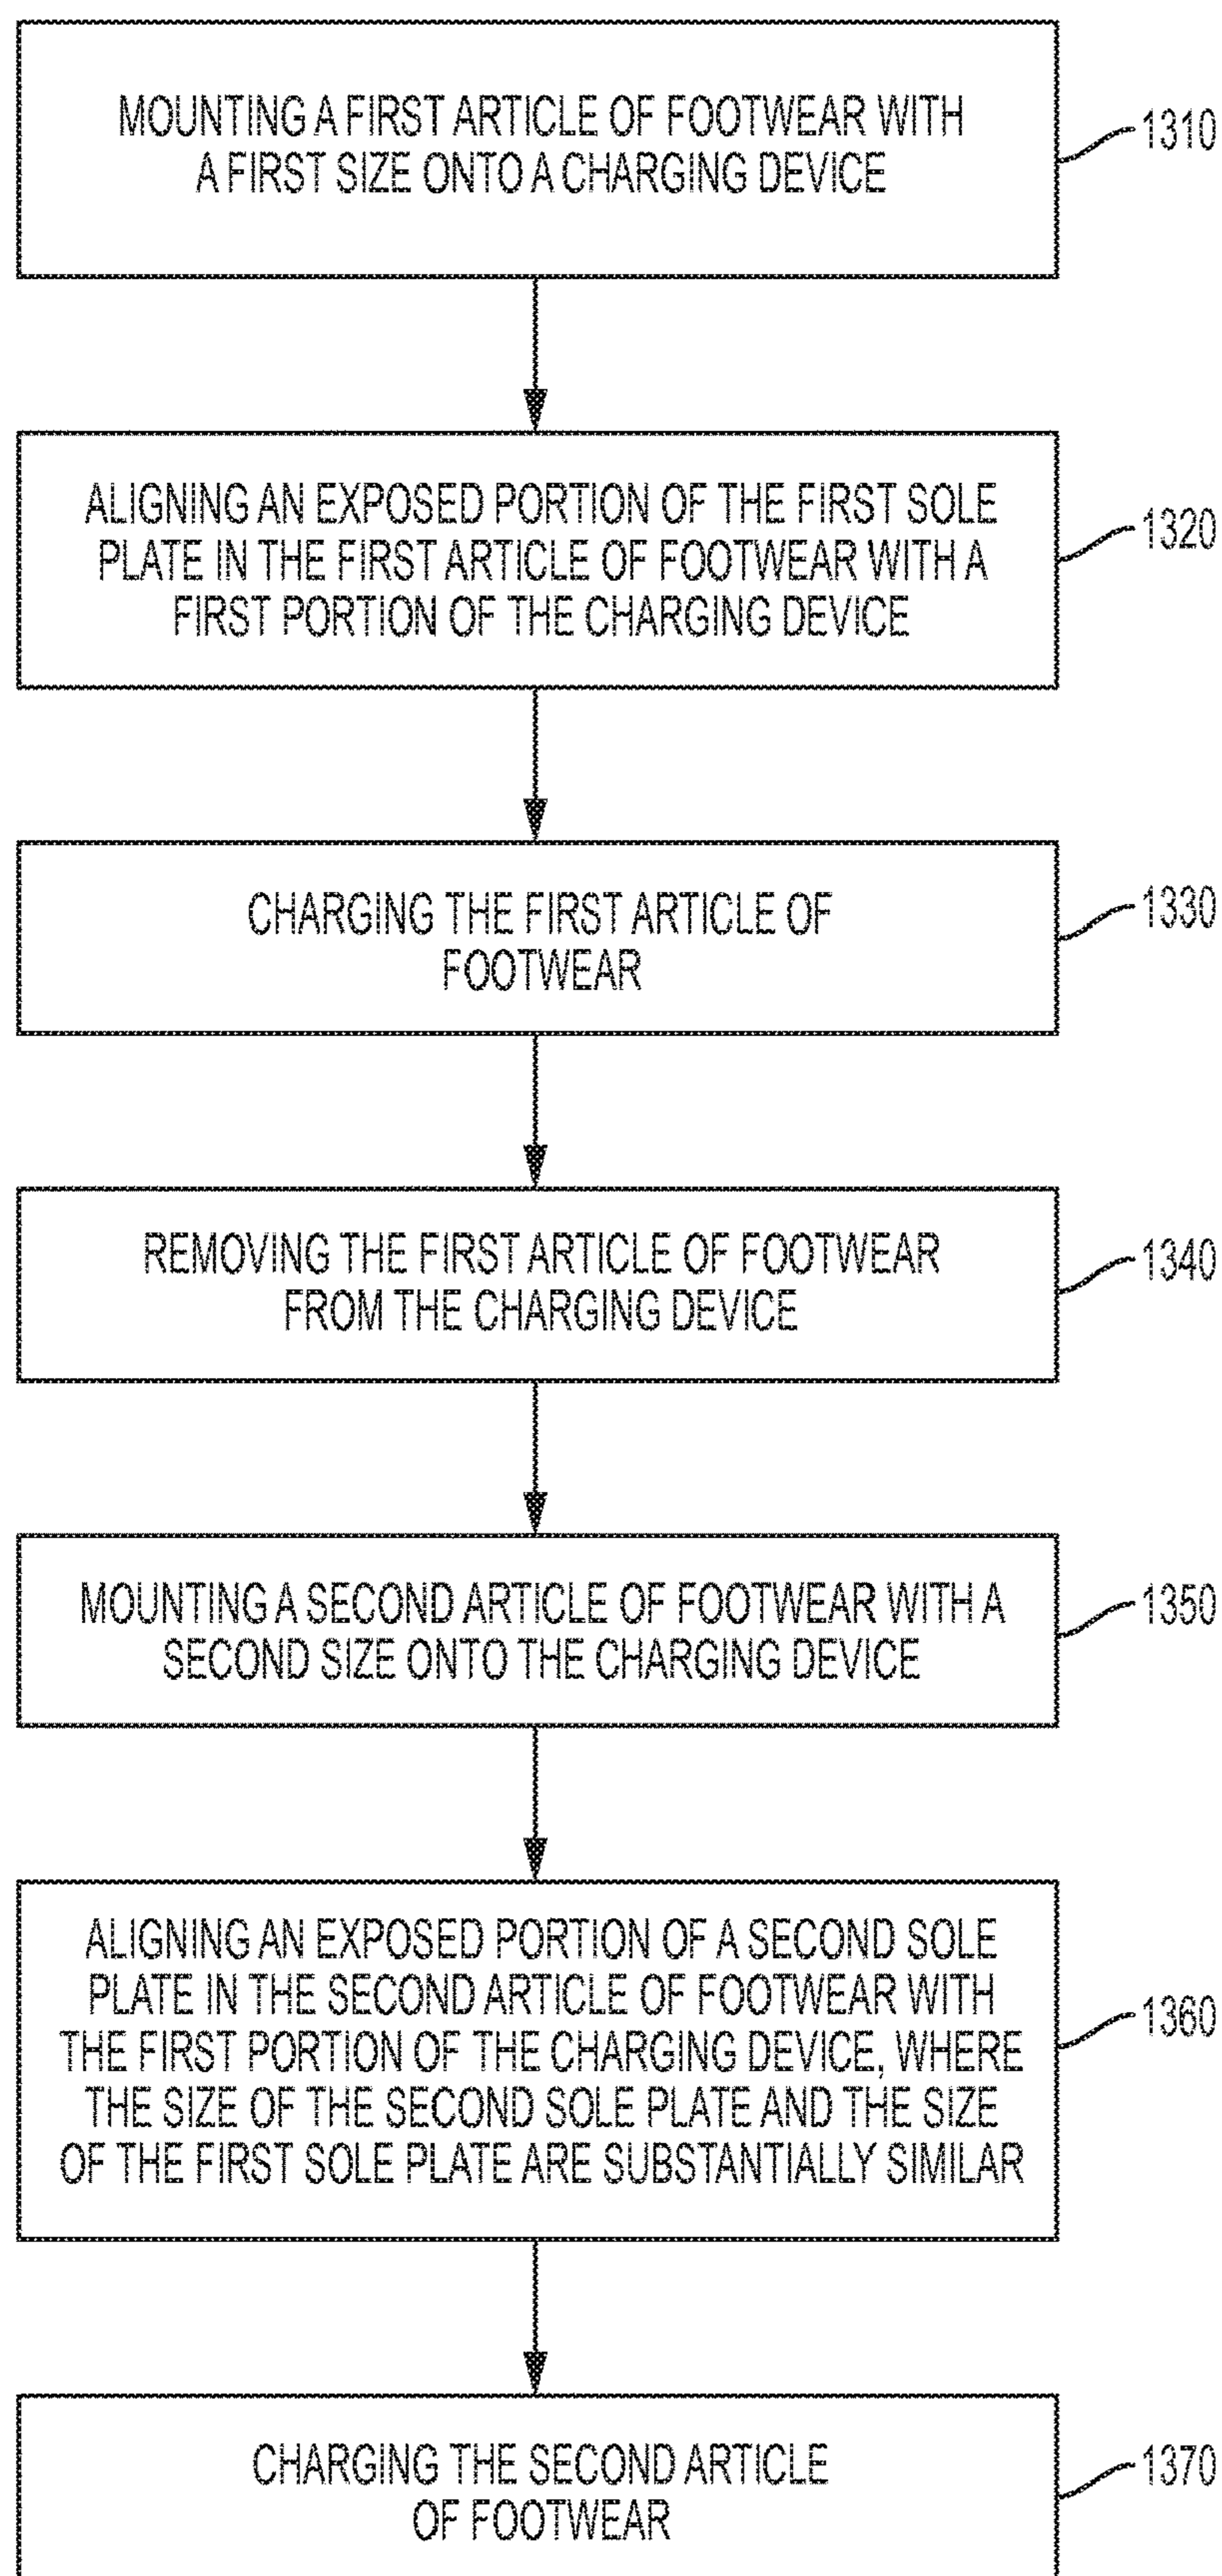 MOUNTING A FIRST ARTICLE OF FOOTWEAR WITH
A FIRST SIZE ONTO A CHARGING DEVICE
1310
ALIGNING AN EXPOSED PORTION OF THE FIRST SOLE
PLATE IN THE FIRST ARTICLE OF FOOTWEAR WITH A
FIRST PORTION OF THE CHARGING DEVICE
1320
CHARGING THE FIRST ARTICLE OF
FOOTWEAR
1330
REMOVING THE FIRST ARTICLE OF FOOTWEAR
FROM THE CHARGING DEVICE
1340
MOUNTING A SECOND ARTICLE OF FOOTWEAR WITH A
SECOND SIZE ONTO THE CHARGING DEVICE
1350
ALIGNING AN EXPOSED PORTION OF A SECOND SOLE
PLATE IN THE SECOND ARTICLE OF FOOTWEAR WITH
THE FIRST PORTION OF THE CHARGING DEVICE, WHERE
THE SIZE OF THE SECOND SOLE PLATE AND THE SIZE
OF THE FIRST SOLE PLATE ARE SUBSTANTIALLY SIMILAR
1360
CHARGING THE SECOND ARTICLE
OF FOOTWEAR
1370